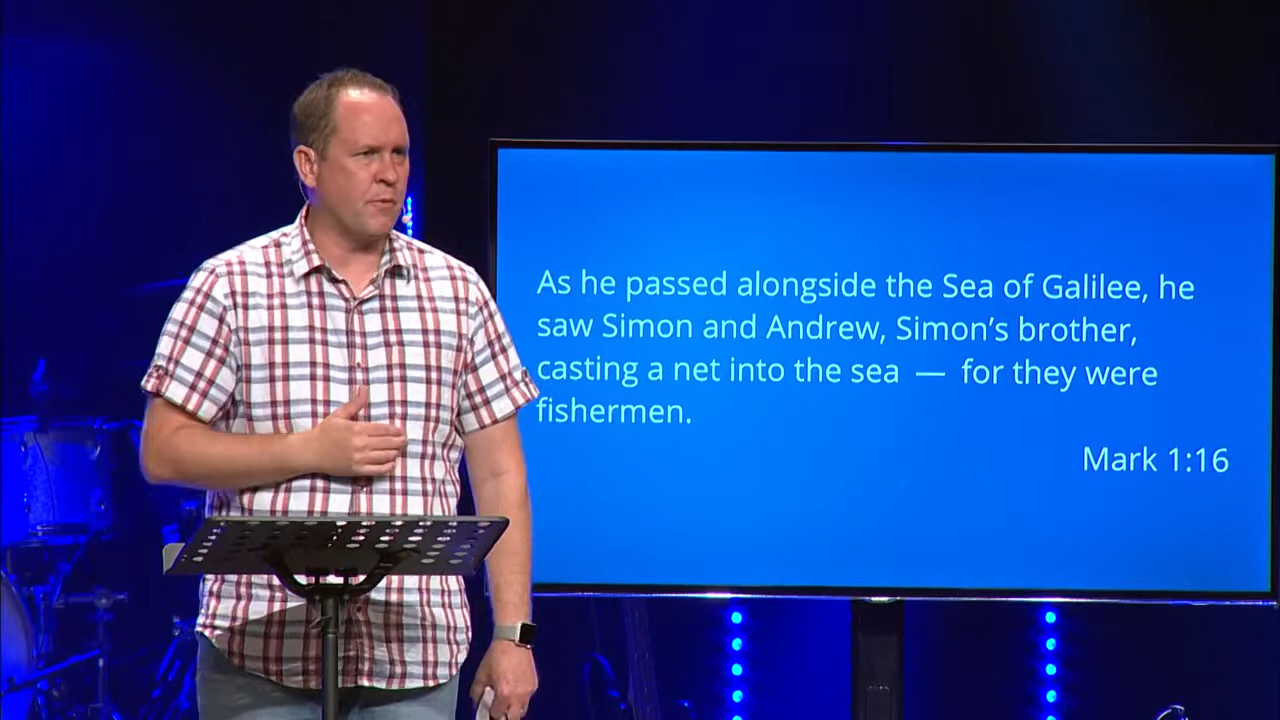 As he passed alongside the Sea of Galilee, he
saw Simon and Andrew, Simon’s brother,
casting a net into the sea — for they were
fishermen.
Mark 1:16